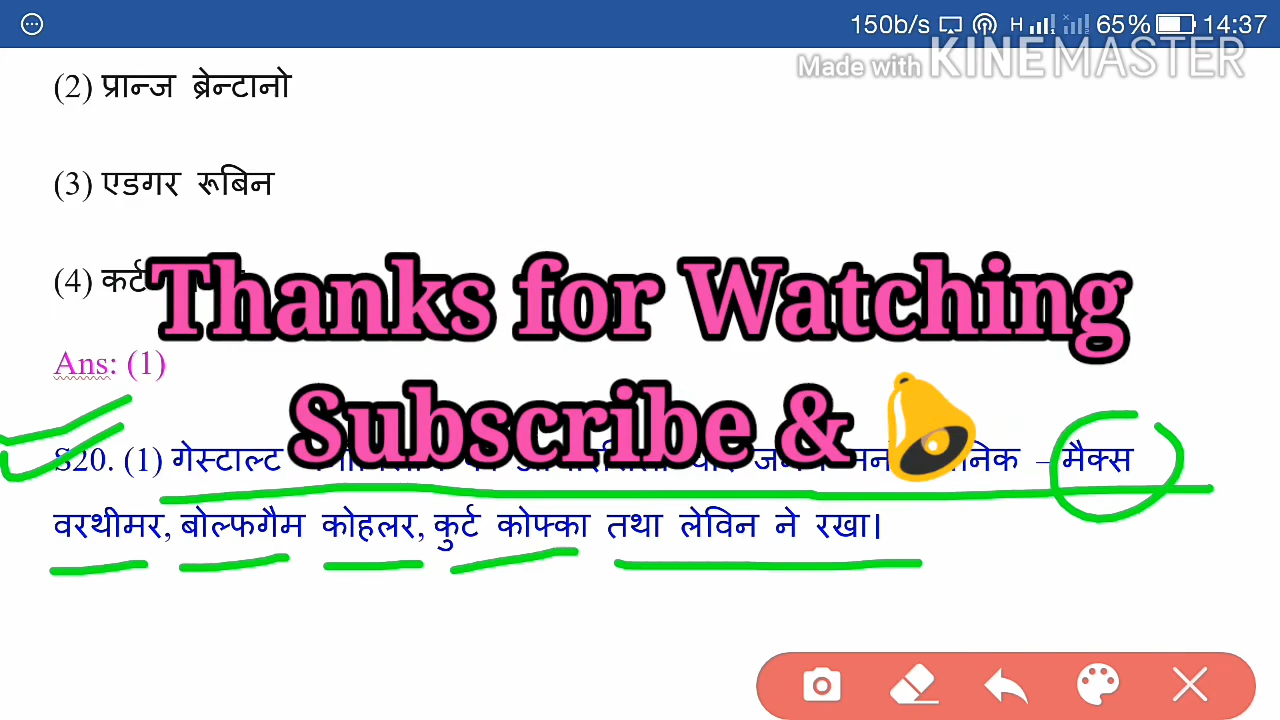 150b/s H 65% 14:37
Made with KINEMASTER
(2) प्रान्ज ब्रेन्टानो
(3) एडगर रूबिन
(4) कर्ट
Thanks for Watching
Ans: (1)
Subscribe &
S20. (1) गेस्टाल्ट – मैक्स
वरथीमर, बोल्फगैम कोहलर, कुर्ट कोफ्का तथा लेविन ने रखा।